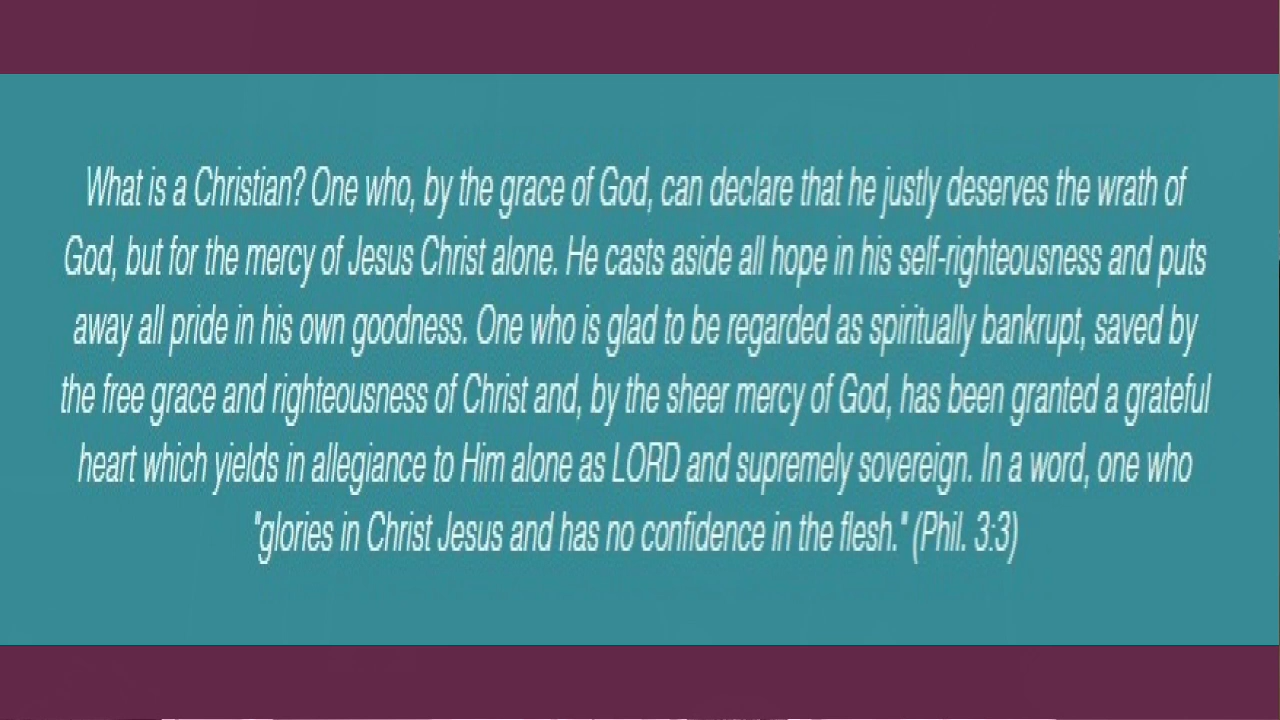 What is a Christian? One who, by the grace of God, can declare that he justly deserves the wrath of
God, but for the mercy of Jesus Christ alone. He casts aside all hope in his self-righteousness and puts
away all pride in his own goodness. One who is glad to be regarded as spiritually bankrupt, saved by
the free grace and righteousness of Christ and, by the sheer mercy of God, has been granted a grateful
heart which yields in allegiance to Him alone as LORD and supremely sovereign. In a word, one who
"glories in Christ Jesus and has no confidence in the flesh." (Phil. 3:3)